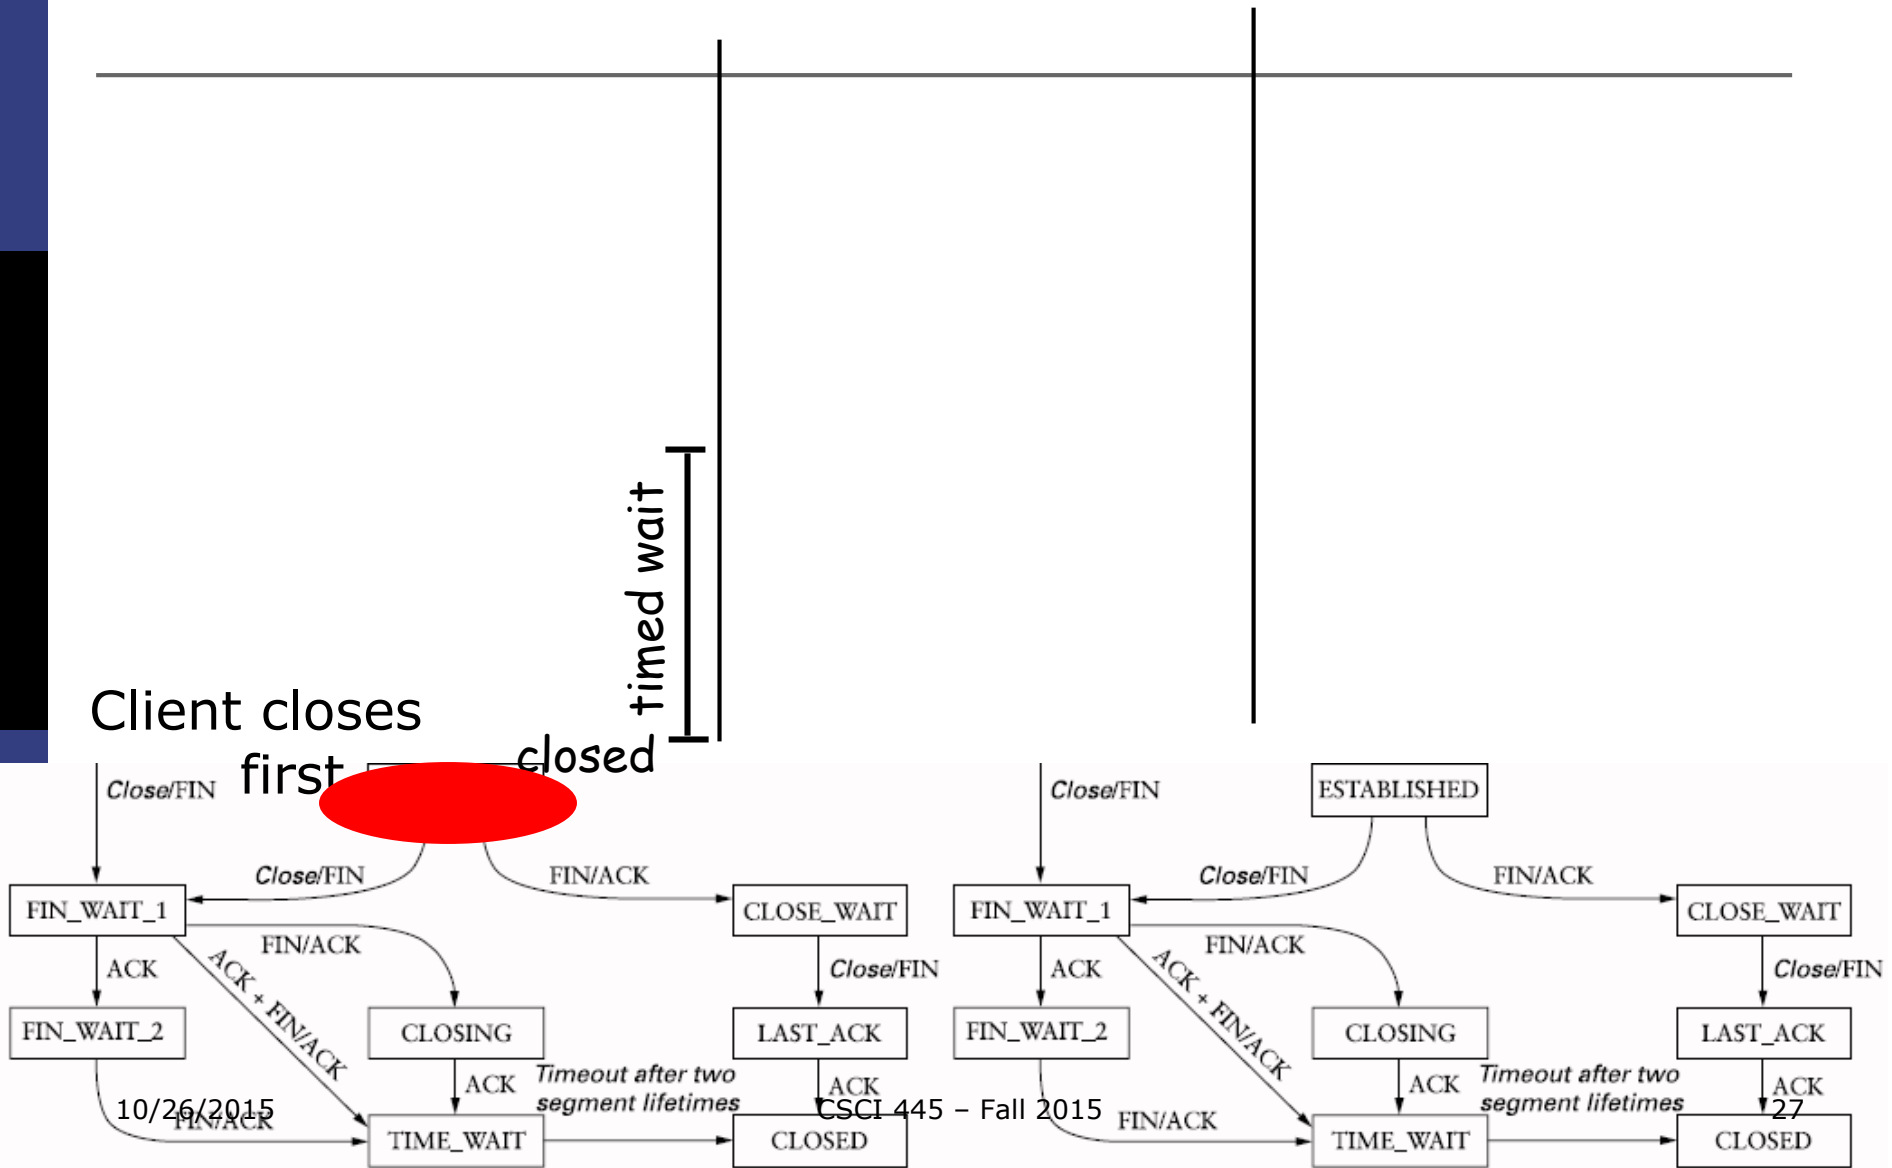 timed wait
Client closes
first
closed
Close/FIN
Close/FIN
ESTABLISHED
Close/FIN
FIN/ACK
Close/FIN
FIN/ACK
FIN_WAIT_1
CLOSE_WAIT
FIN_WAIT_1
CLOSE_WAIT
FIN/ACK
FIN/ACK
ACK
ACK + FIN/ACK
Close/FIN
ACK
ACK + FIN/ACK
Close/FIN
FIN_WAIT_2
CLOSING
LAST_ACK
FIN_WAIT_2
CLOSING
LAST_ACK
ACK
Timeout after two
segment lifetimes
ACK
ACK
Timeout after two
segment lifetimes
ACK
10/26/2015
CSCI 445 – Fall 2015
27
FIN/ACK
FIN/ACK
TIME_WAIT
CLOSED
TIME_WAIT
CLOSED